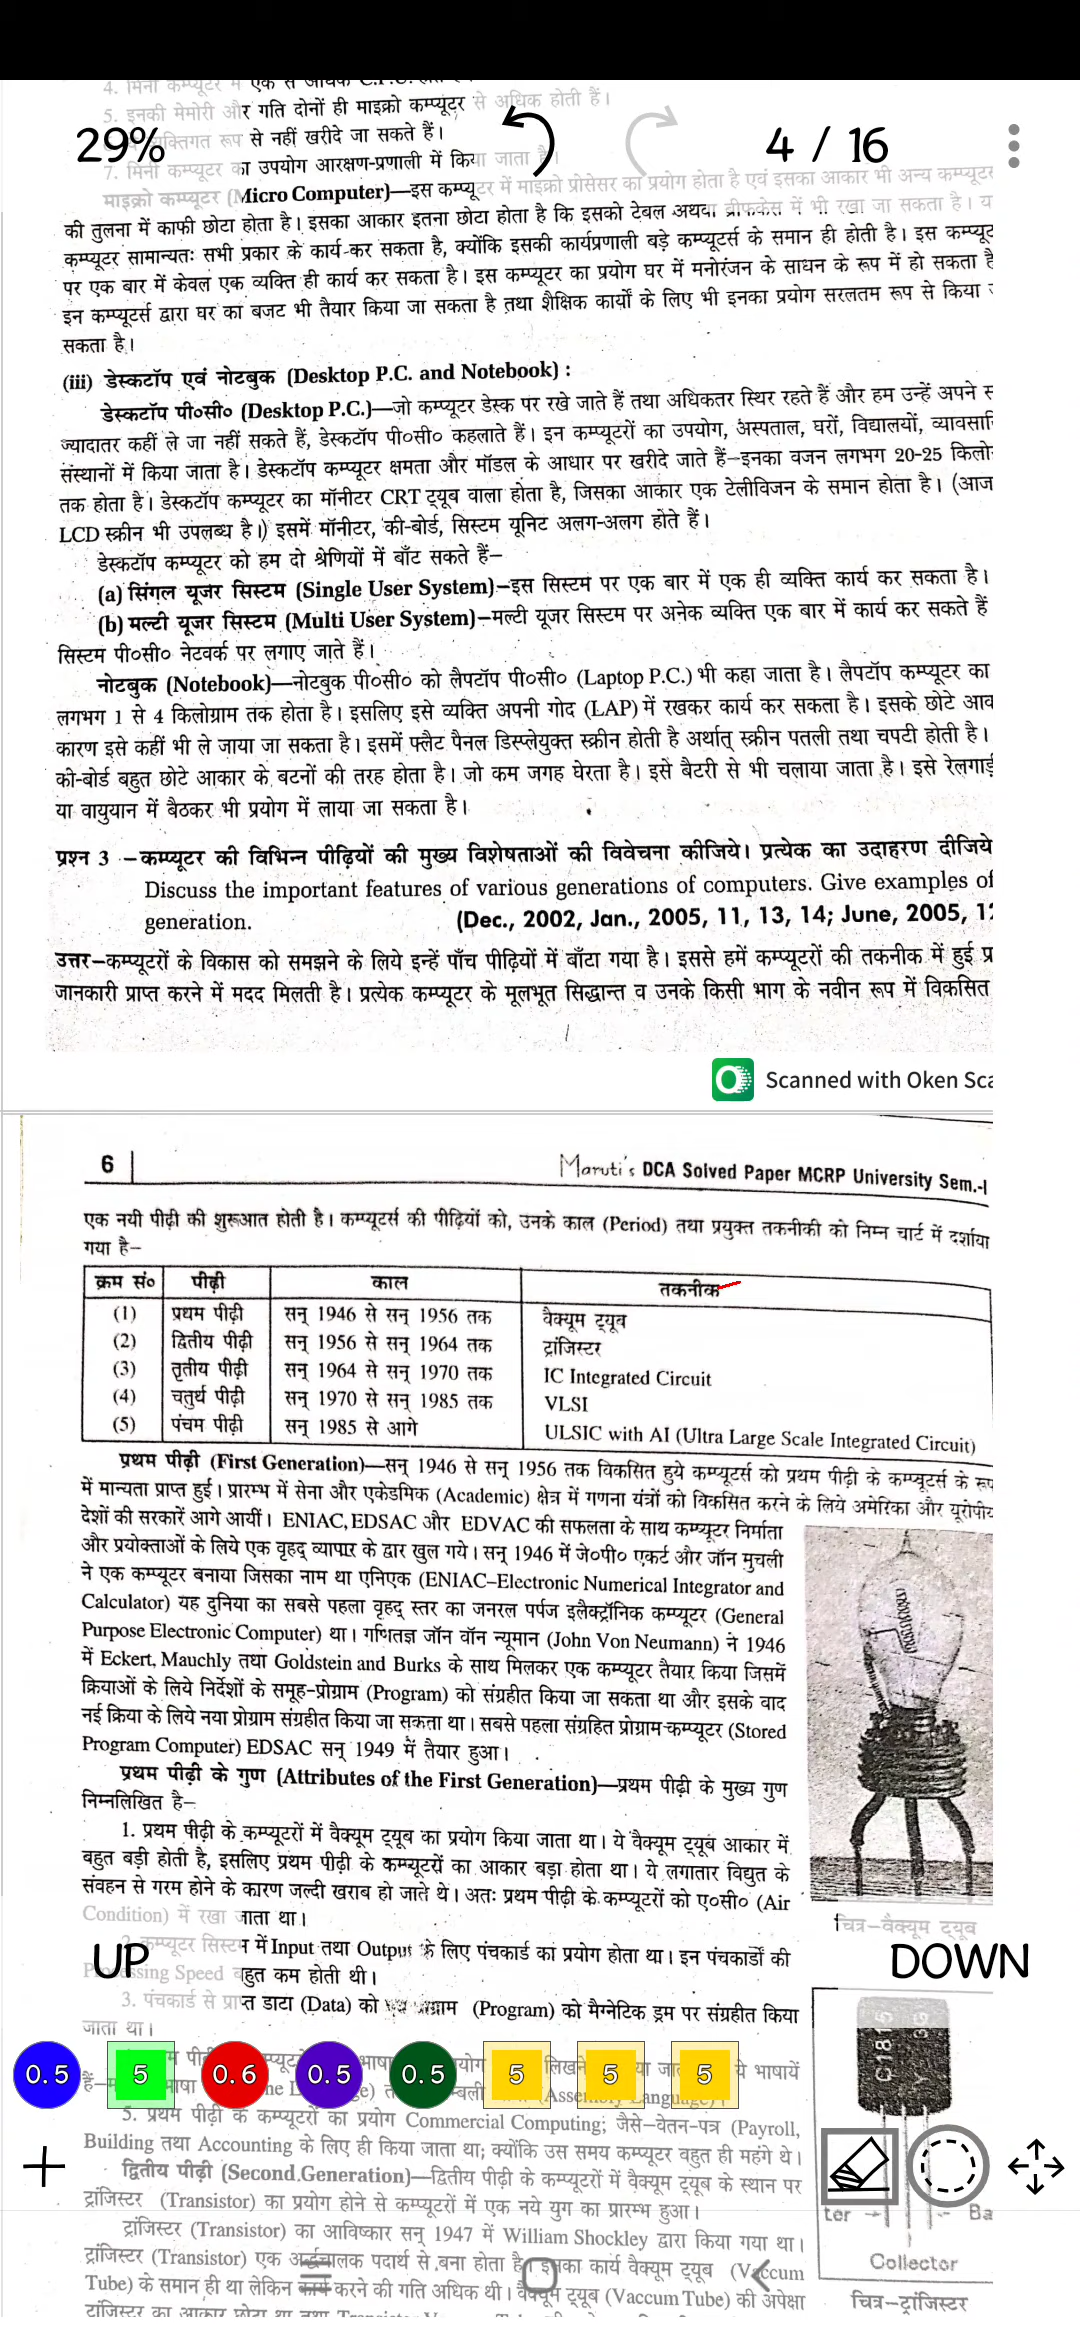 4. मिनी कम्प्यूटर में एक से अधिक C.P.U. होते हैं
5. इनकी मेमोरी और गति दोनों ही माइक्रो कम्प्यूटर से अधिक होती हैं।
29% व्यक्तिगत रूप से नहीं खरीदे जा सकते हैं। 4 / 16
7. मिनी कम्प्यूटर का उपयोग आरक्षण-प्रणाली में किया जाता है।
माइक्रो कम्प्यूटर (Micro Computer)—इस कम्प्यूटर में माइक्रो प्रोसेसर का प्रयोग होता है एवं इसका आकार भी अन्य कम्प्यूटर
की तुलना में काफी छोटा होता है। इसका आकार इतना छोटा होता है कि इसको टेबल अथवा ब्रीफकेस में भी रखा जा सकता है। य
कम्प्यूटर सामान्यतः सभी प्रकार के कार्य-कर सकता है, क्योंकि इसकी कार्यप्रणाली बड़े कम्प्यूटर्स के समान ही होती है। इस कम्प्यूट
पर एक बार में केवल एक व्यक्ति ही कार्य कर सकता है। इस कम्प्यूटर का प्रयोग घर में मनोरंजन के साधन के रूप में हो सकता है
इन कम्प्यूटर्स द्वारा घर का बजट भी तैयार किया जा सकता है तथा शैक्षिक कार्यों के लिए भी इनका प्रयोग सरलतम रूप से किया
सकता है।
(iii) डेस्कटॉप एवं नोटबुक (Desktop P.C. and Notebook) :
डेस्कटॉप पी०सी० (Desktop P.C.)—जो कम्प्यूटर डेस्क पर रखे जाते हैं तथा अधिकतर स्थिर रहते हैं और हम उन्हें अपने स
ज्यादातर कहीं ले जा नहीं सकते हैं, डेस्कटॉप पी०सी० कहलाते हैं। इन कम्प्यूटरों का उपयोग, अस्पताल, घरों, विद्यालयों, व्यावसायि
संस्थानों में किया जाता है। डेस्कटॉप कम्प्यूटर क्षमता और मॉडल के आधार पर खरीदे जाते हैं–इनका वजन लगभग 20-25 किलो
तक होता है। डेस्कटॉप कम्प्यूटर का मॉनीटर CRT ट्यूब वाला होता है, जिसका आकार एक टेलीविजन के समान होता है। (आज
LCD स्क्रीन भी उपलब्ध है।) इसमें मॉनीटर, की-बोर्ड, सिस्टम यूनिट अलग-अलग होते हैं।
डेस्कटॉप कम्प्यूटर को हम दो श्रेणियों में बाँट सकते हैं–
(a) सिंगल यूजर सिस्टम (Single User System)–इस सिस्टम पर एक बार में एक ही व्यक्ति कार्य कर सकता है।
(b) मल्टी यूजर सिस्टम (Multi User System)–मल्टी यूजर सिस्टम पर अनेक व्यक्ति एक बार में कार्य कर सकते हैं
सिस्टम पी०सी० नेटवर्क पर लगाए जाते हैं।
नोटबुक (Notebook)—नोटबुक पी०सी० को लैपटॉप पी०सी० (Laptop P.C.) भी कहा जाता है। लैपटॉप कम्प्यूटर का
लगभग 1 से 4 किलोग्राम तक होता है। इसलिए इसे व्यक्ति अपनी गोद (LAP) में रखकर कार्य कर सकता है। इसके छोटे आक
कारण इसे कहीं भी ले जाया जा सकता है। इसमें फ्लैट पैनल डिस्प्लेयुक्त स्क्रीन होती है अर्थात् स्क्रीन पतली तथा चपटी होती है।
की-बोर्ड बहुत छोटे आकार के बटनों की तरह होता है। जो कम जगह घेरता है। इसे बैटरी से भी चलाया जाता है। इसे रेलगाड़ी
या वायुयान में बैठकर भी प्रयोग में लाया जा सकता है।
प्रश्न 3 –कम्प्यूटर की विभिन्न पीढ़ियों की मुख्य विशेषताओं की विवेचना कीजिये। प्रत्येक का उदाहरण दीजिये
Discuss the important features of various generations of computers. Give examples of
generation. (Dec., 2002, Jan., 2005, 11, 13, 14; June, 2005, 12
उत्तर–कम्प्यूटरों के विकास को समझने के लिये इन्हें पाँच पीढ़ियों में बाँटा गया है। इससे हमें कम्प्यूटरों की तकनीक में हुई प्र
जानकारी प्राप्त करने में मदद मिलती है। प्रत्येक कम्प्यूटर के मूलभूत सिद्धान्त व उनके किसी भाग के नवीन रूप में विकसित
Scanned with Oken Sca
6 Maruti's DCA Solved Paper MCRP University Sem.-I
एक नयी पीढ़ी की शुरूआत होती है। कम्प्यूटर्स की पीढ़ियों को, उनके काल (Period) तथा प्रयुक्त तकनीकी को निम्न चार्ट में दर्शाया
गया है–
क्रम सं० पीढ़ी काल तकनीक
(1) प्रथम पीढ़ी सन् 1946 से सन् 1956 तक वैक्यूम ट्यूब
(2) द्वितीय पीढ़ी सन् 1956 से सन् 1964 तक ट्रांजिस्टर
(3) तृतीय पीढ़ी सन् 1964 से सन् 1970 तक IC Integrated Circuit
(4) चतुर्थ पीढ़ी सन् 1970 से सन् 1985 तक VLSI
(5) पंचम पीढ़ी सन् 1985 से आगे ULSIC with AI (Ultra Large Scale Integrated Circuit)
प्रथम पीढ़ी (First Generation)—सन् 1946 से सन् 1956 तक विकसित हुये कम्प्यूटर्स को प्रथम पीढ़ी के कम्प्यूटर्स के रूप
में मान्यता प्राप्त हुई। प्रारम्भ में सेना और एकेडमिक (Academic) क्षेत्र में गणना यंत्रों को विकसित करने के लिये अमेरिका और यूरोपीय
देशों की सरकारें आगे आयीं। ENIAC, EDSAC और EDVAC की सफलता के साथ कम्प्यूटर निर्माता
और प्रयोक्ताओं के लिये एक वृहद् व्यापार के द्वार खुल गये। सन् 1946 में जे०पी० एकर्ट और जॉन मुचली
ने एक कम्प्यूटर बनाया जिसका नाम था एनिएक (ENIAC–Electronic Numerical Integrator and
Calculator) यह दुनिया का सबसे पहला वृहद् स्तर का जनरल पर्पज इलैक्ट्रॉनिक कम्प्यूटर (General
Purpose Electronic Computer) था। गणितज्ञ जॉन वॉन न्यूमान (John Von Neumann) ने 1946
में Eckert, Mauchly तथा Goldstein and Burks के साथ मिलकर एक कम्प्यूटर तैयार किया जिसमें
क्रियाओं के लिये निर्देशों के समूह-प्रोग्राम (Program) को संग्रहीत किया जा सकता था और इसके बाद
नई क्रिया के लिये नया प्रोग्राम संग्रहीत किया जा सकता था। सबसे पहला संग्रहित प्रोग्राम-कम्प्यूटर (Stored
Program Computer) EDSAC सन् 1949 में तैयार हुआ।
प्रथम पीढ़ी के गुण (Attributes of the First Generation)—प्रथम पीढ़ी के मुख्य गुण
निम्नलिखित है–
1. प्रथम पीढ़ी के कम्प्यूटरों में वैक्यूम ट्यूब का प्रयोग किया जाता था। ये वैक्यूम ट्यूब आकार में
बहुत बड़ी होती है, इसलिए प्रथम पीढ़ी के कम्प्यूटरों का आकार बड़ा होता था। ये लगातार विद्युत के
संवहन से गरम होने के कारण जल्दी खराब हो जाते थे। अतः प्रथम पीढ़ी के कम्प्यूटरों को ए०सी० (Air
Condition) में रखा जाता था।
चित्र–वैक्यूम ट्यूब
2. कम्प्यूटर सिस्टम में Input तथा Output के लिए पंचकार्ड का प्रयोग होता था। इन पंचकार्डों की
UP DOWN
Processing Speed बहुत कम होती थी।
3. पंचकार्ड से प्राप्त डाटा (Data) को एवं प्रोग्राम (Program) को मैग्नेटिक ड्रम पर संग्रहीत किया
जाता था।
C1815
0.5 5 0.6 0.5 0.5 5 5 5
ये भाषायें
(Assembly Language)
5. प्रथम पीढ़ी के कम्प्यूटरों का प्रयोग Commercial Computing; जैसे–वेतन-पत्र (Payroll,
Building तथा Accounting के लिए ही किया जाता था; क्योंकि उस समय कम्प्यूटर बहुत ही महंगे थे।
द्वितीय पीढ़ी (Second Generation)—द्वितीय पीढ़ी के कम्प्यूटरों में वैक्यूम ट्यूब के स्थान पर
ट्रांजिस्टर (Transistor) का प्रयोग होने से कम्प्यूटरों में एक नये युग का प्रारम्भ हुआ।
ter Ba
ट्रांजिस्टर (Transistor) का आविष्कार सन् 1947 में William Shockley द्वारा किया गया था।
ट्रांजिस्टर (Transistor) एक अर्द्धचालक पदार्थ से बना होता है। इसका कार्य वैक्यूम ट्यूब (Vaccum
Collector
Tube) के समान ही था लेकिन कार्य करने की गति अधिक थी। वैक्यूम ट्यूब (Vaccum Tube) की अपेक्षा
चित्र–ट्रांजिस्टर